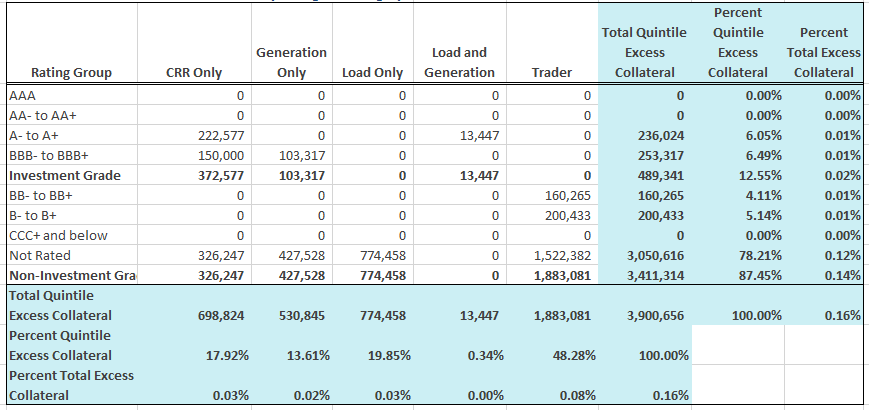 Rating Group CRR Only Generation Only Load Only Load and Generation Trader Total Quintile Excess Collateral Percent Quintile Excess Collateral Percent Total Excess Collateral
AAA 0 0 0 0 0 0 0.00% 0.00%
AA- to AA+ 0 0 0 0 0 0 0.00% 0.00%
A- to A+ 222,577 0 0 13,447 0 236,024 6.05% 0.01%
BBB- to BBB+ 150,000 103,317 0 0 0 253,317 6.49% 0.01%
Investment Grade 372,577 103,317 0 13,447 0 489,341 12.55% 0.02%
BB- to BB+ 0 0 0 0 160,265 160,265 4.11% 0.01%
B- to B+ 0 0 0 0 200,433 200,433 5.14% 0.01%
CCC+ and below 0 0 0 0 0 0 0.00% 0.00%
Not Rated 326,247 427,528 774,458 0 1,522,382 3,050,616 78.21% 0.12%
Non-Investment Gra 326,247 427,528 774,458 0 1,883,081 3,411,314 87.45% 0.14%
Total Quintile
Excess Collateral 698,824 530,845 774,458 13,447 1,883,081 3,900,656 100.00% 0.16%
Percent Quintile
Excess Collateral 17.92% 13.61% 19.85% 0.34% 48.28% 100.00%
Percent Total Excess
Collateral 0.03% 0.02% 0.03% 0.00% 0.08% 0.16%